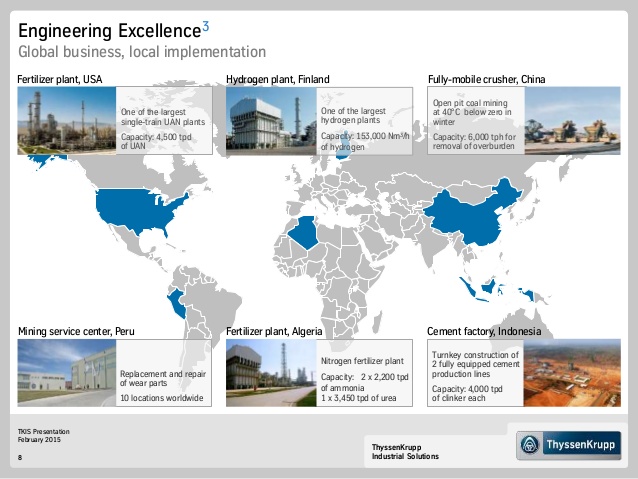 Engineering Excellence3
Global business, local implementation
Fertilizer plant, USA
One of the largest
single-train UAN plants
Capacity: 4,500 tpd
of UAN
Hydrogen plant, Finland
One of the largest
hydrogen plants
Capacity: 153,000 Nm³/h
of hydrogen
Fully-mobile crusher, China
Open pit coal mining
at 40°C below zero in
winter
Capacity: 6,000 tph for
removal of overburden
Mining service center, Peru
Replacement and repair
of wear parts
10 locations worldwide
Fertilizer plant, Algeria
Nitrogen fertilizer plant
Capacity: 2 x 2,200 tpd
of ammonia
1 x 3,450 tpd of urea
Cement factory, Indonesia
Turnkey construction of
2 fully equipped cement
production lines
Capacity: 4,000 tpd
of clinker each
TKIS Presentation
February 2015
8
ThyssenKrupp
Industrial Solutions
ThyssenKrupp